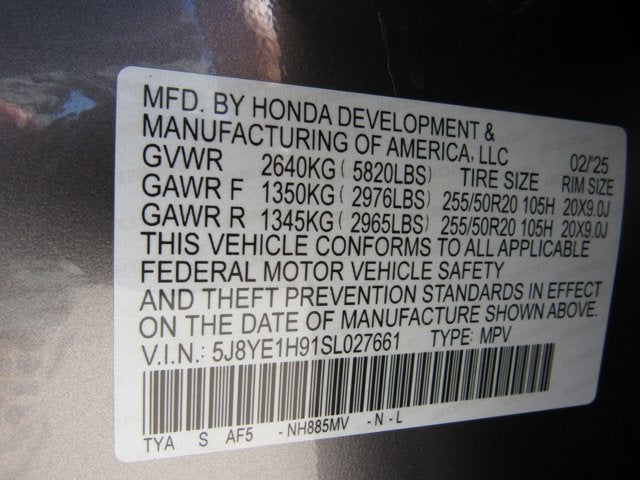 MFD. BY HONDA DEVELOPMENT &
MANUFACTURING OF AMERICA, LLC 02/'25
GVWR 2640KG ( 5820LBS) TIRE SIZE RIM SIZE
GAWR F 1350KG ( 2976LBS) 255/50R20 105H 20X9.0J
GAWR R 1345KG ( 2965LBS) 255/50R20 105H 20X9.0J
THIS VEHICLE CONFORMS TO ALL APPLICABLE
FEDERAL MOTOR VEHICLE SAFETY
AND THEFT PREVENTION STANDARDS IN EFFECT
ON THE DATE OF MANUFACTURE SHOWN ABOVE.
V.I.N.: 5J8YE1H91SL027661 TYPE: MPV
TYA S AF5 - NH885MV - N - L